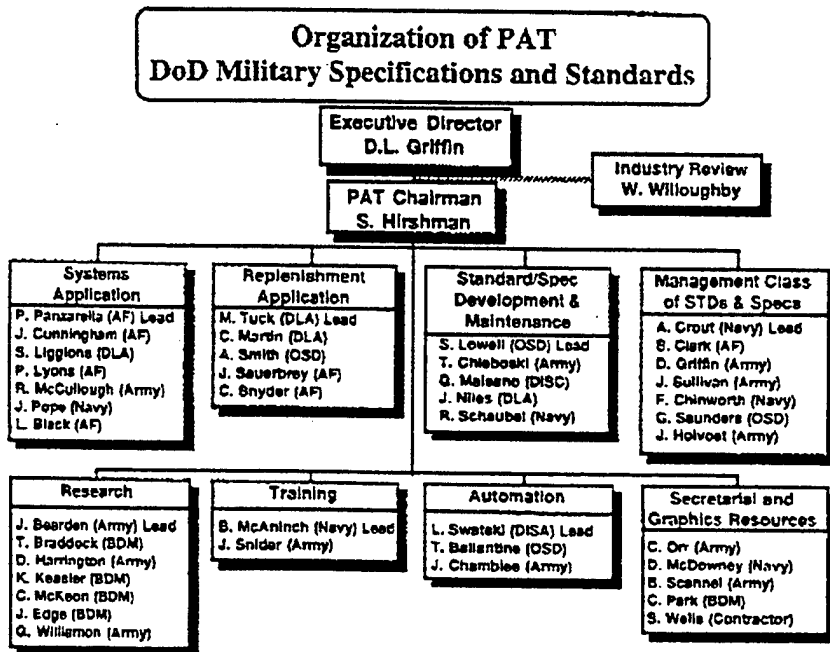 Organization of PAT
DoD Military Specifications and Standards
Executive Director
D.L. Griffin
Industry Review
W. Willoughby
PAT Chairman
S. Hirshman
Systems
Application
P. Panzarella (AF) Lead
J. Cunningham (AF)
S. Liggions (DLA)
P. Lyons (AF)
R. McCullough (Army)
J. Pope (Navy)
L. Black (AF)
Replenishment
Application
M. Tuck (DLA) Lead
C. Martin (DLA)
A. Smith (OSD)
J. Sauerbrey (AF)
C. Snyder (AF)
Standard/Spec
Development &
Maintenance
S. Lowell (OSD) Lead
T. Chleboski (Army)
G. Maisano (DISC)
J. Niles (DLA)
R. Schaubel (Navy)
Management Class
of STDs & Specs
A. Crout (Navy) Lead
S. Clark (AF)
D. Griffin (Army)
J. Sullivan (Army)
F. Chinworth (Navy)
G. Saunders (OSD)
J. Holvoet (Army)
Research
J. Bearden (Army) Lead
T. Braddock (BDM)
D. Harrington (Army)
K. Kessler (BDM)
C. McKeon (BDM)
J. Edge (BDM)
G. Williamon (Army)
Training
B. McAninch (Navy) Lead
J. Snider (Army)
Automation
L. Swatski (DISA) Lead
T. Ballantine (OSD)
J. Chamblee (Army)
Secretarial and
Graphics Resources
C. Orr (Army)
D. McDowney (Navy)
B. Scannel (Army)
C. Park (BDM)
S. Wells (Contractor)